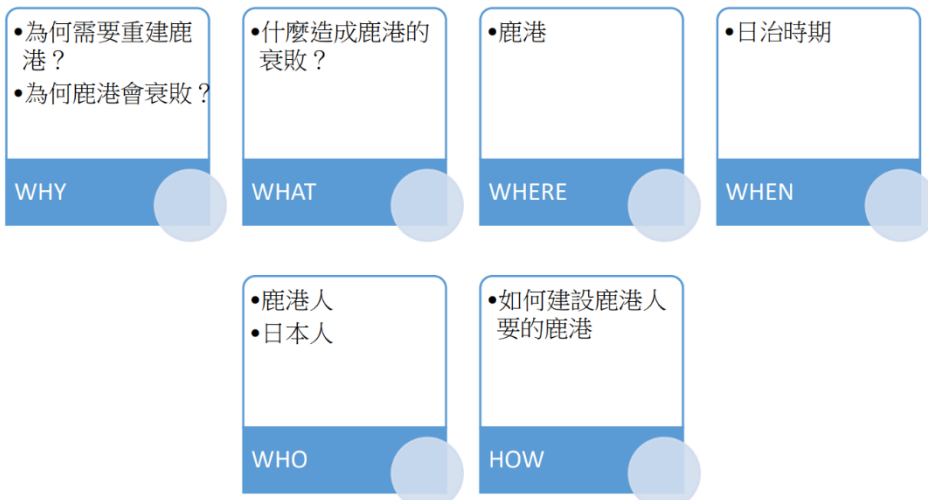 •為何需要重建鹿
港？
•為何鹿港會衰敗？
WHY
•什麼造成鹿港的
衰敗？
WHAT
•鹿港
WHERE
•日治時期
WHEN
•鹿港人
•日本人
WHO
•如何建設鹿港人
要的鹿港
HOW